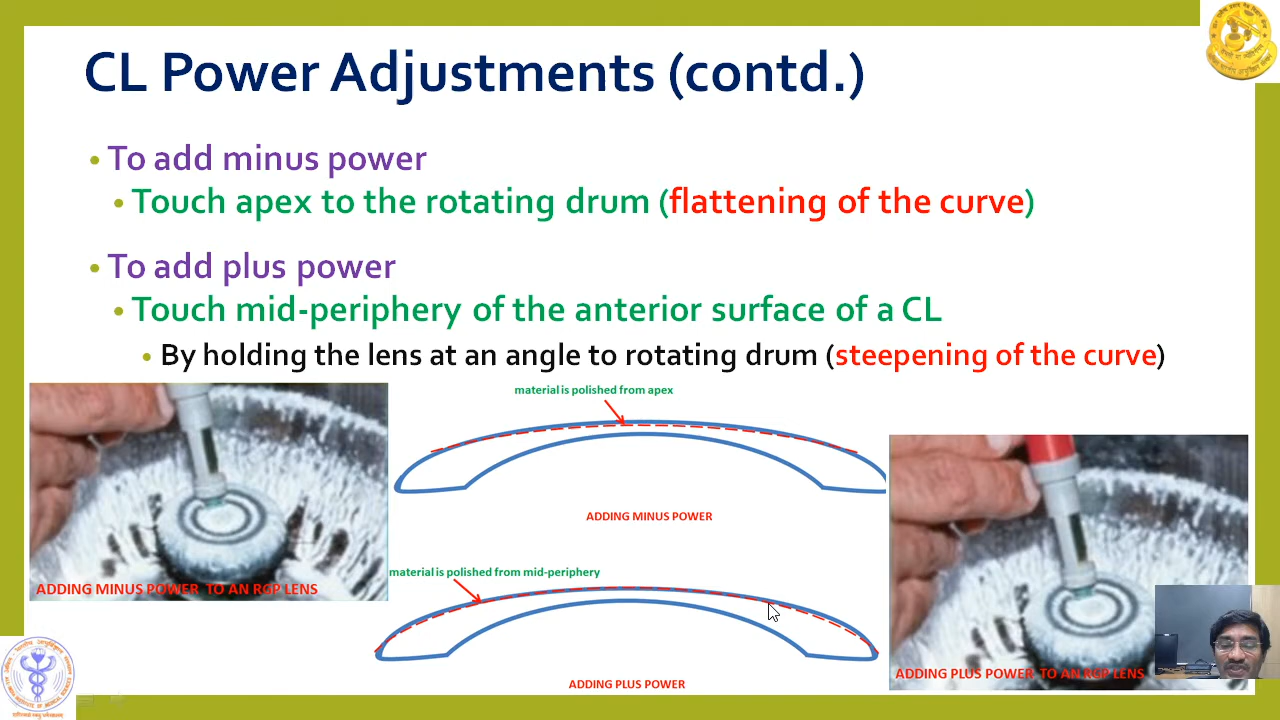 CL Power Adjustments (contd.)
• To add minus power
• Touch apex to the rotating drum (flattening of the curve)
• To add plus power
• Touch mid-periphery of the anterior surface of a CL
• By holding the lens at an angle to rotating drum (steepening of the curve)
material is polished from apex
ADDING MINUS POWER
ADDING MINUS POWER TO AN RGP LENS
material is polished from mid-periphery
ADDING PLUS POWER
ADDING PLUS POWER TO AN RGP LENS